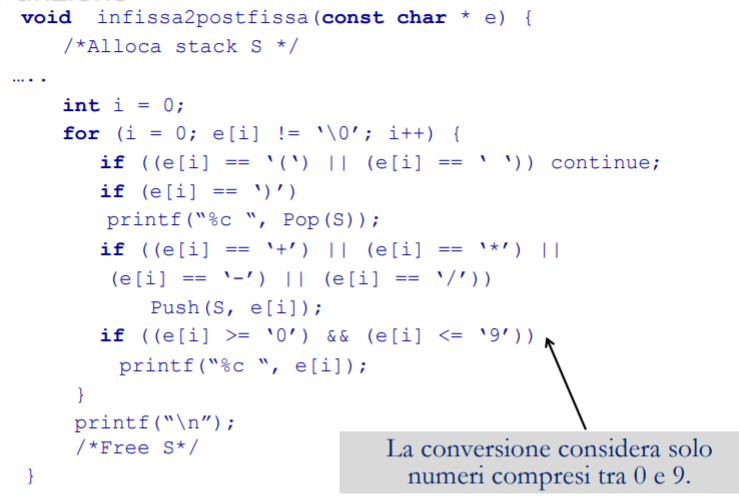 void infissa2postfissa(const char * e) {
/*Alloca stack S */
…..
int i = 0;
for (i = 0; e[i] != ‘\0’; i++) {
if ((e[i] == ‘(‘) || (e[i] == ‘ ‘)) continue;
if (e[i] == ‘)’)
printf(“%c “, Pop(S));
if ((e[i] == ‘+’) || (e[i] == ‘*’) ||
(e[i] == ‘-’) || (e[i] == ‘/’))
Push(S, e[i]);
if ((e[i] >= ‘0’) && (e[i] <= ‘9’))
printf(“%c “, e[i]);
}
printf(“\n”);
/*Free S*/
}
La conversione considera solo
numeri compresi tra 0 e 9.